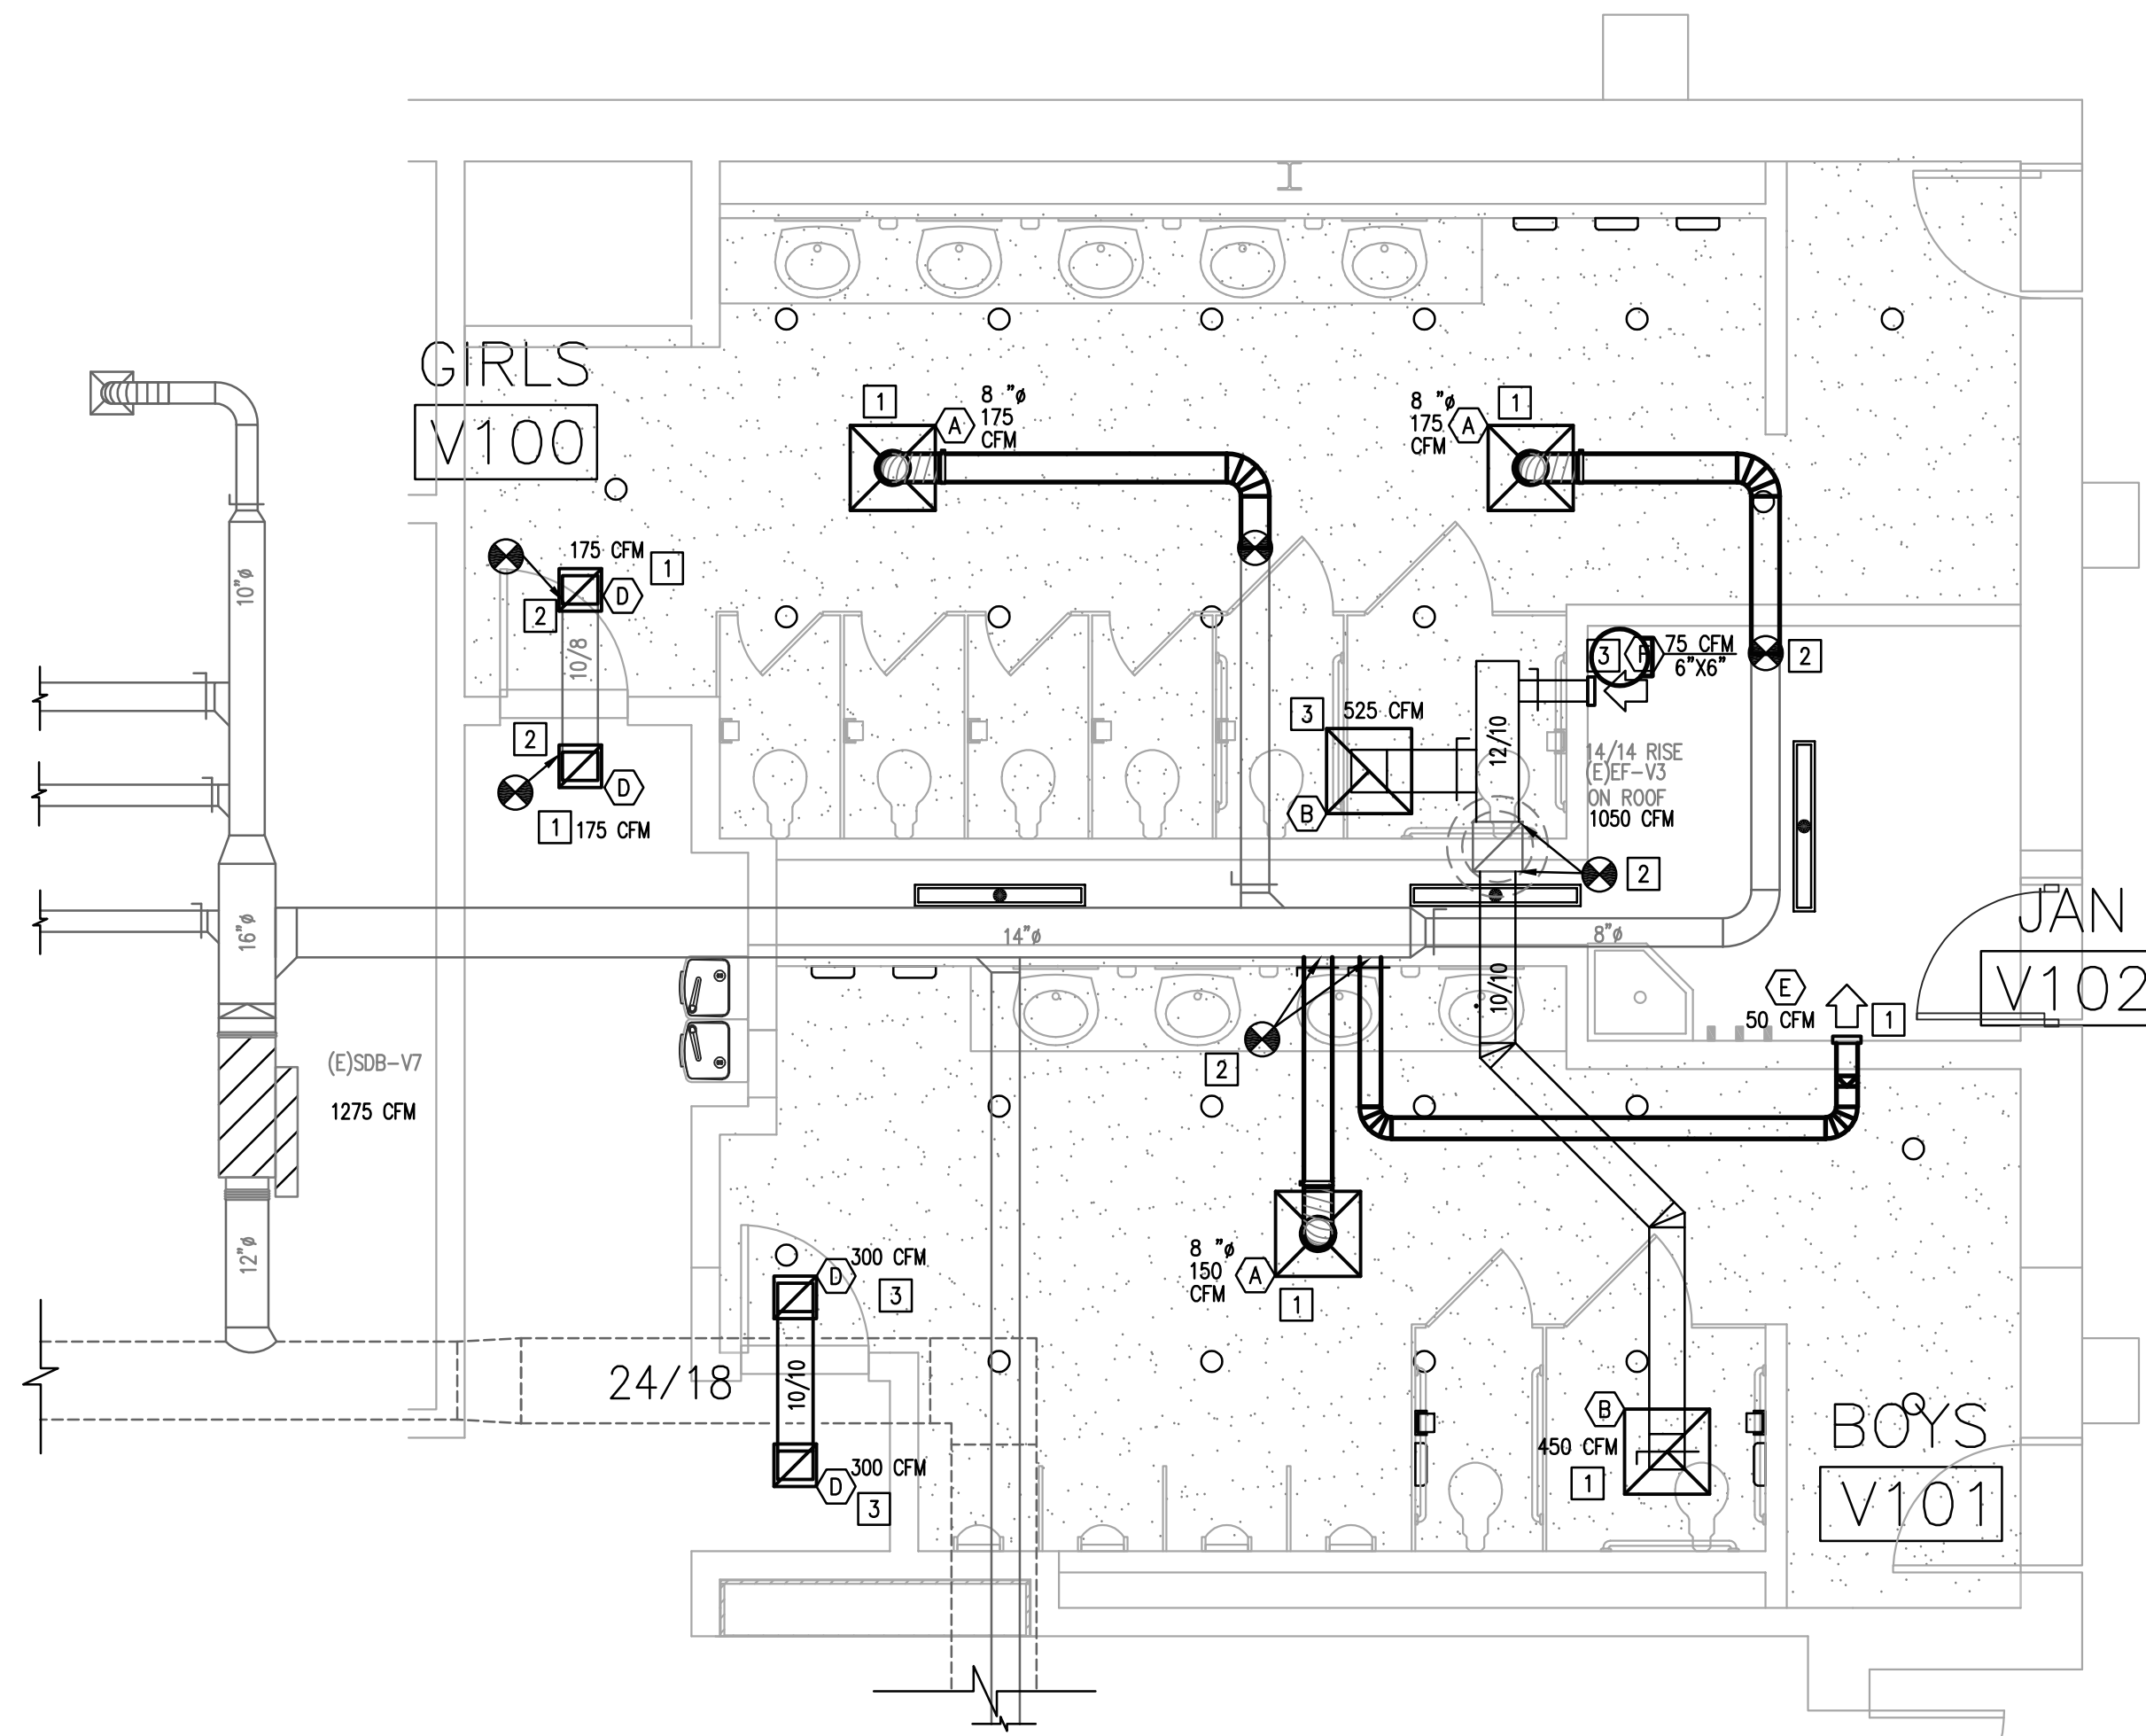 GIRLS
V100
1
A
8 "ø
175
CFM
8 "ø
175
CFM
A
1
10"ø
175 CFM
1
2
D
10/8
2
D
1
175 CFM
3
F
75 CFM
6"X6"
2
3
525 CFM
B
12/10
14/14 RISE
(E)EF-V3
ON ROOF
1050 CFM
2
16"ø
14"ø
8"ø
JAN
V102
10/10
E
50 CFM
1
(E)SDB-V7
1275 CFM
2
12"ø
8 "ø
150
CFM
A
1
D
300 CFM
3
24/18
10/10
D
300 CFM
3
B
450 CFM
1
BOYS
V101